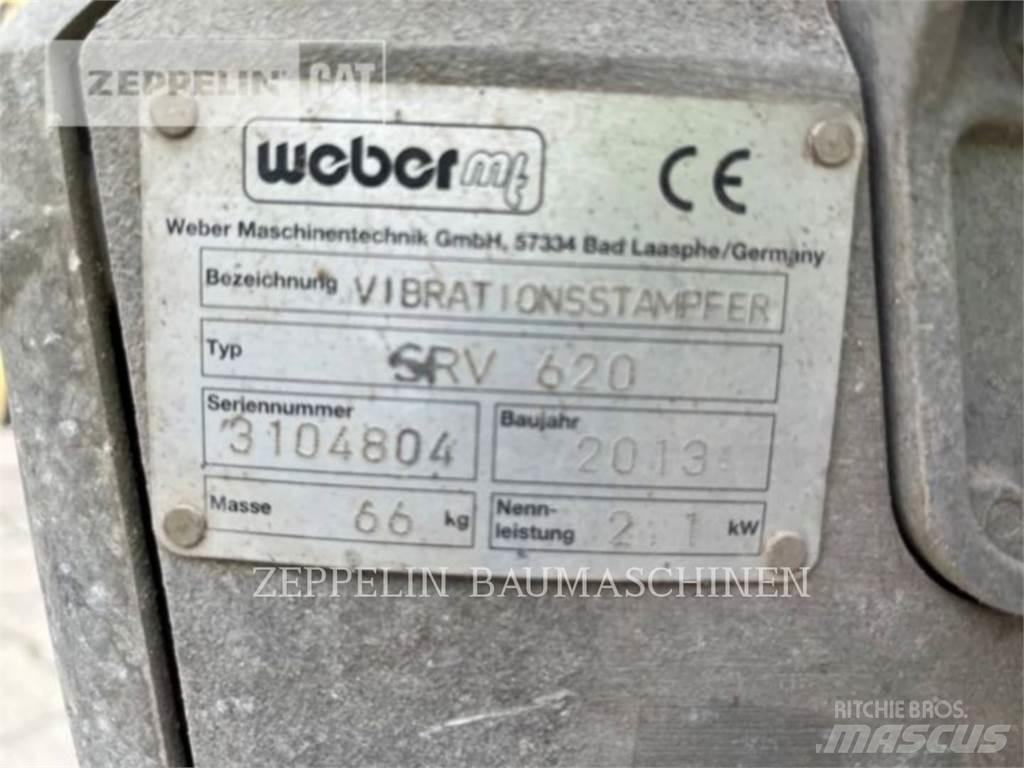 ZEPPELIN CAT
weber mt
CE
Weber Maschinentechnik GmbH, 57334 Bad Laasphe/Germany
Bezeichnung VIBRATIONSSTAMPFER
Typ SRV 620
Seriennummer 3104804
Baujahr 2013
Masse 66 kg
Nenn-
leistung 2.1 kW
ZEPPELIN BAUMASCHINEN
RITCHIE BROS.
MASCUS